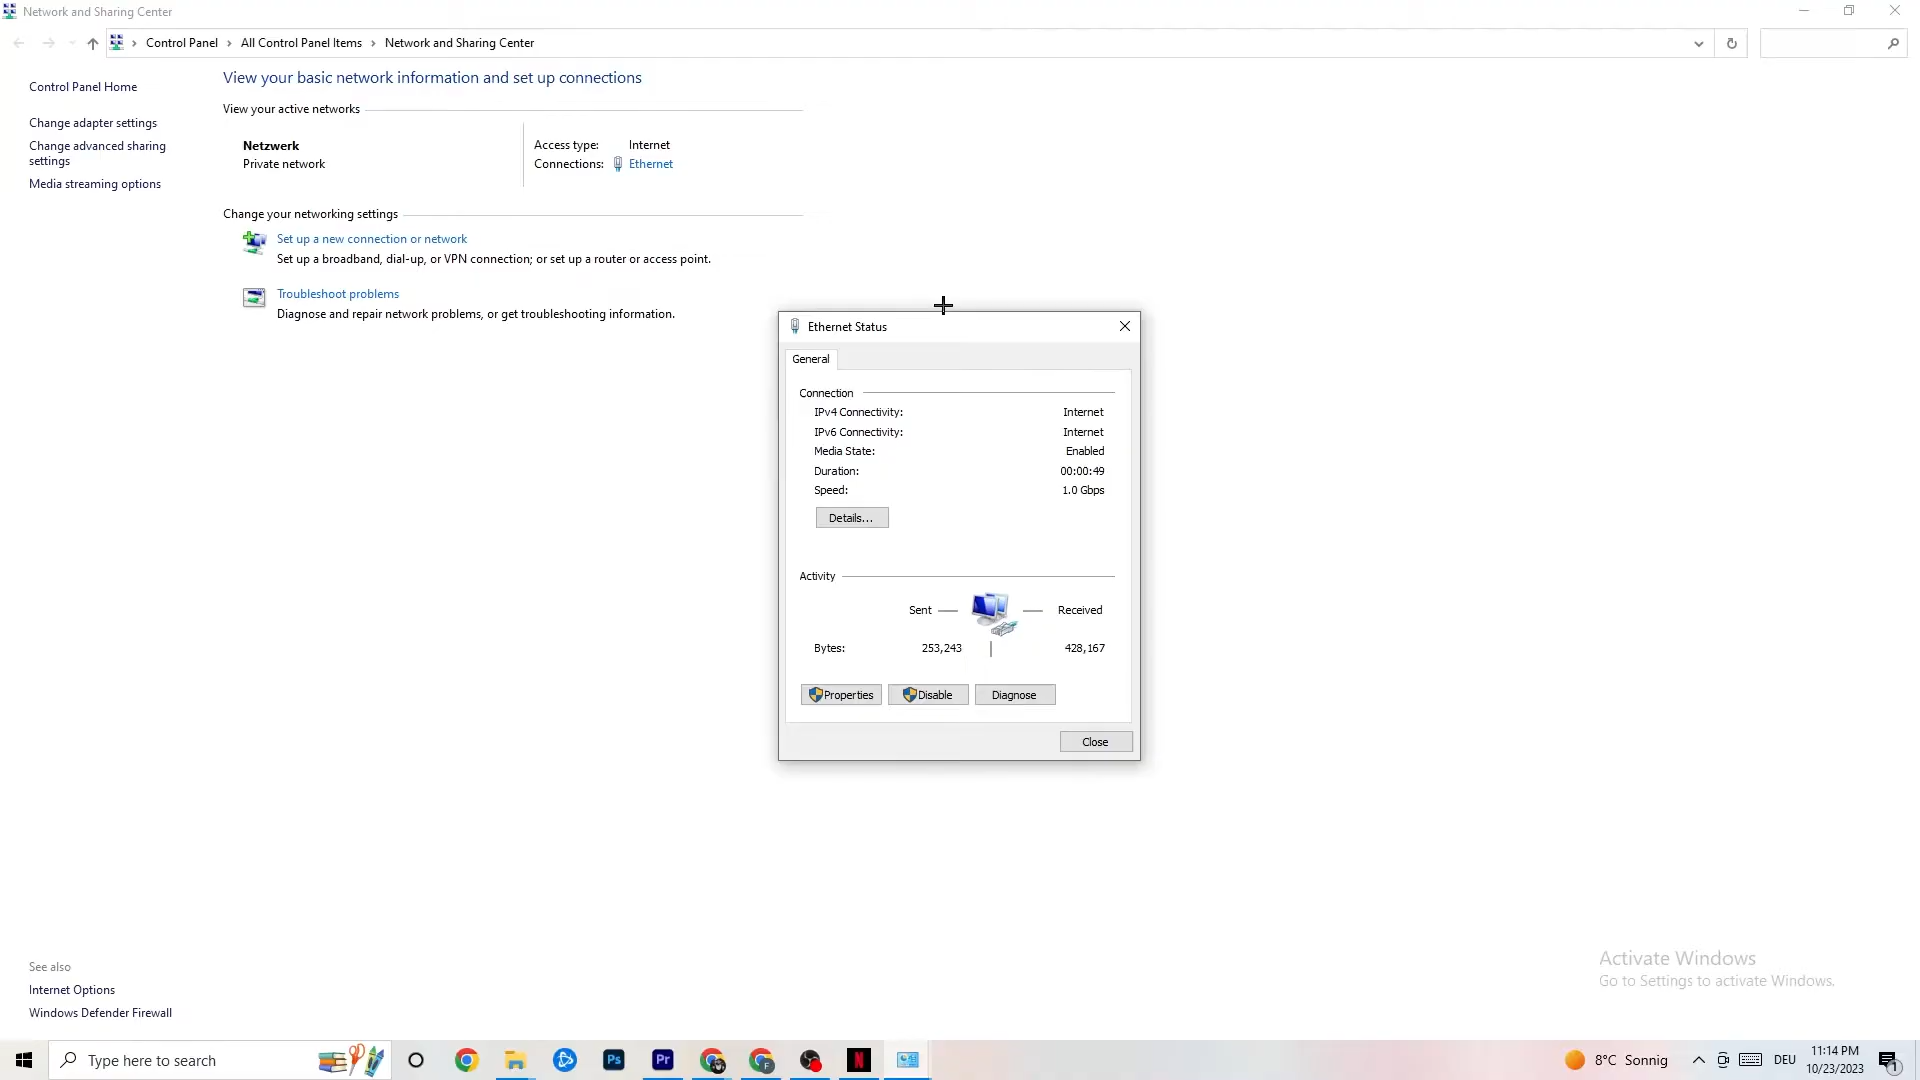 Network and Sharing Center
Control Panel > All Control Panel Items > Network and Sharing Center
Control Panel Home
Change adapter settings
Change advanced sharing
settings
Media streaming options
View your basic network information and set up connections
View your active networks
Netzwerk
Private network
Access type: Internet
Connections: Ethernet
Change your networking settings
Set up a new connection or network
Set up a broadband, dial-up, or VPN connection; or set up a router or access point.
Troubleshoot problems
Diagnose and repair network problems, or get troubleshooting information.
Ethernet Status
General
Connection
IPv4 Connectivity: Internet
IPv6 Connectivity: Internet
Media State: Enabled
Duration: 00:00:49
Speed: 1.0 Gbps
Details...
Activity
Sent — — Received
Bytes: 253,243 | 428,167
Properties Disable Diagnose
Close
See also
Internet Options
Windows Defender Firewall
Activate Windows
Go to Settings to activate Windows.
Type here to search
Ps
Pr
F
N
8°C Sonnig
DEU
11:14 PM
10/23/2023
1